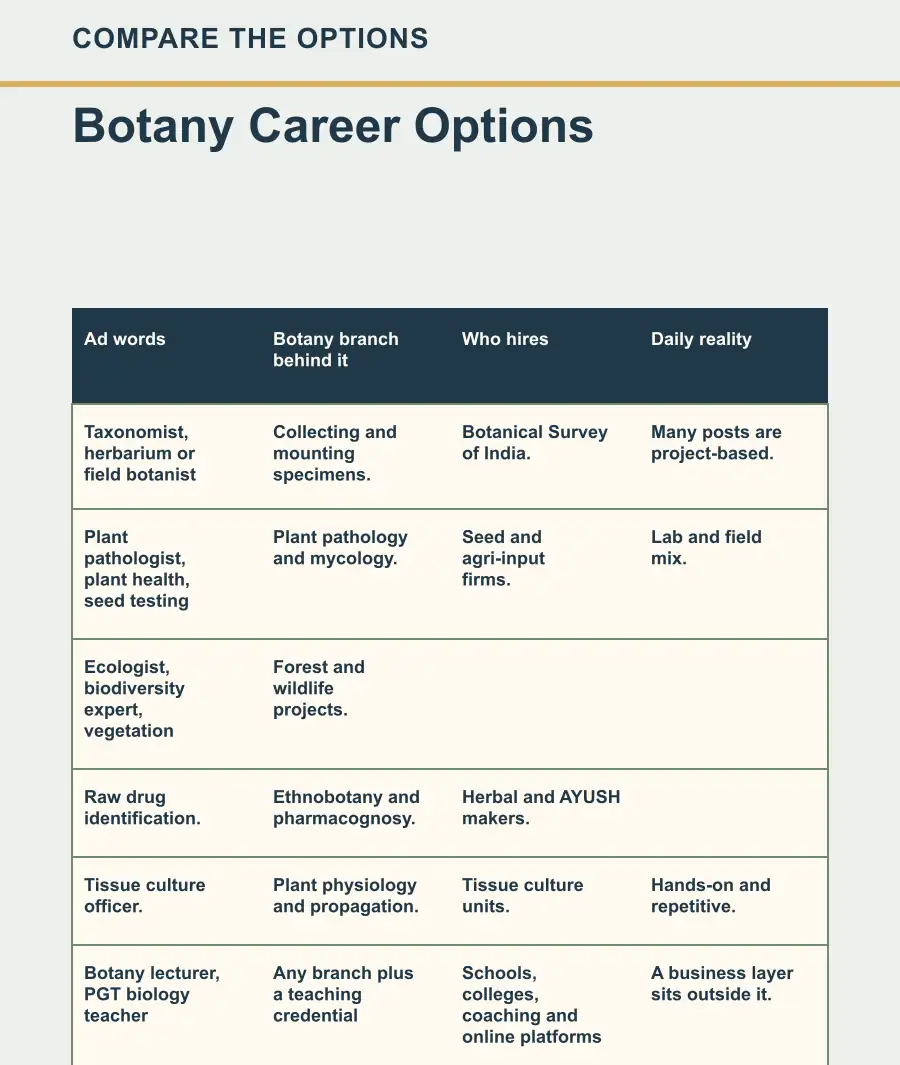 COMPARE THE OPTIONS
Botany Career Options
Ad words
Botany branch
behind it
Who hires
Daily reality
Taxonomist,
herbarium or
field botanist
Collecting and
mounting
specimens.
Botanical Survey
of India.
Many posts are
project-based.
Plant
pathologist,
plant health,
seed testing
Plant pathology
and mycology.
Seed and
agri-input
firms.
Lab and field
mix.
Ecologist,
biodiversity
expert,
vegetation
Forest and
wildlife
projects.
Raw drug
identification.
Ethnobotany and
pharmacognosy.
Herbal and AYUSH
makers.
Tissue culture
officer.
Plant physiology
and propagation.
Tissue culture
units.
Hands-on and
repetitive.
Botany lecturer,
PGT biology
teacher
Any branch plus
a teaching
credential
Schools,
colleges,
coaching and
online platforms
A business layer
sits outside it.